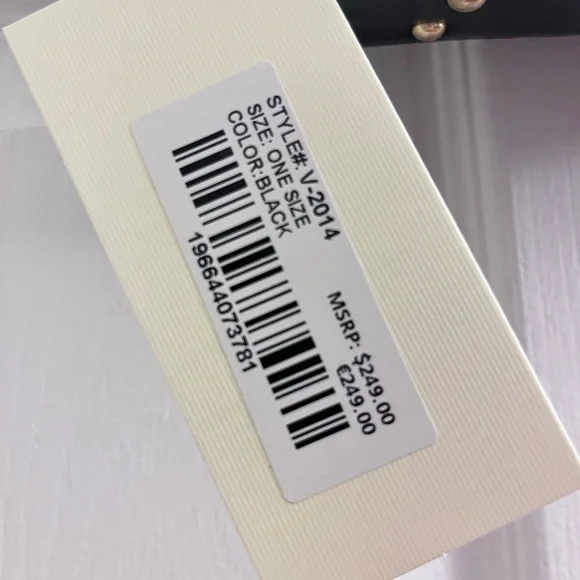 STYLE#: V-2014
SIZE: ONE SIZE
COLOR:BLACK
196644073781
MSRP: $249.00
€249.00